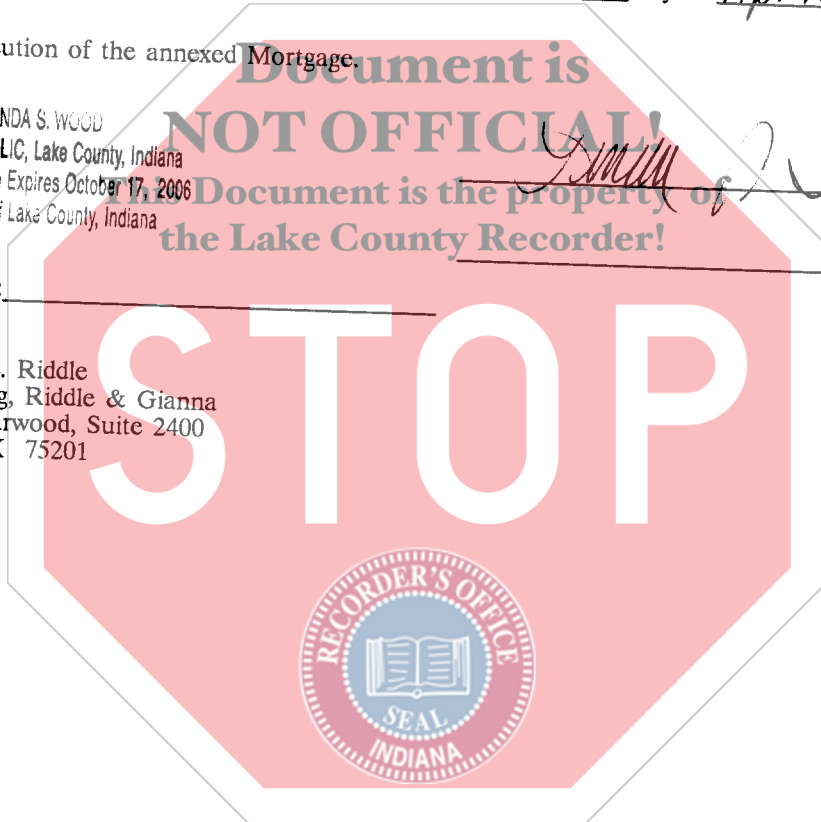 ution of the annexed Mortgage.
Document is
NDA S. WOOD
NOT OFFICIAL!
LIC, Lake County, Indiana
Expires October 17, 2006
This Document is the property of
Lake County, Indiana
the Lake County Recorder!
STOP
. Riddle
g, Riddle & Gianna
rwood, Suite 2400
75201
RECORDER'S OFFICE
SEAL
INDIANA